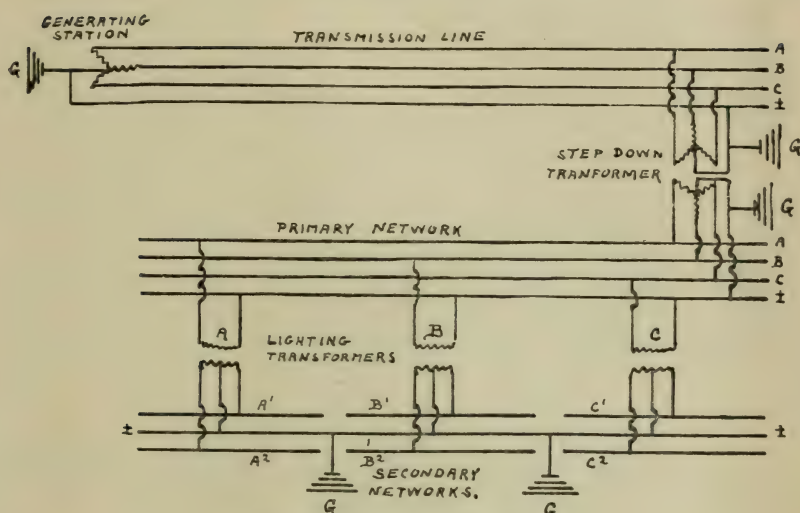 GENERATING
STATION
TRANSMISSION LINE
A
G
B
C
±
STEP DOWN
TRANFORMER
G
G
PRIMARY NETWORK
A
B
C
±
A
B
C
LIGHTING
TRANSFORMERS
A'
B'
C'
±
±
A²
B²
C²
SECONDARY
NETWORKS.
G
G